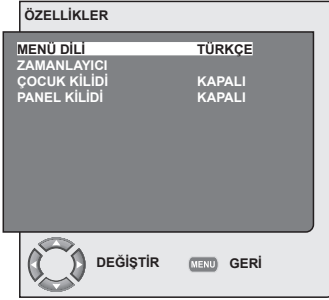 ÖZELLİKLER
MENÜ DİLİ TÜRKÇE
ZAMANLAYICI
ÇOCUK KİLİDİ KAPALI
PANEL KİLİDİ KAPALI
DEĞİŞTİR MENU GERİ